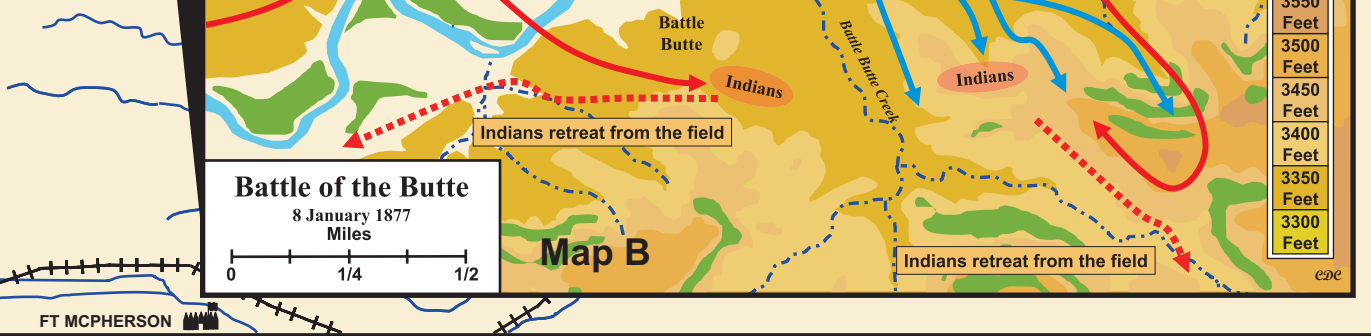 3550
Feet
3500
Feet
3450
Feet
3400
Feet
3350
Feet
3300
Feet
Battle
Butte
Battle Butte Creek
Indians
Indians
Indians retreat from the field
Battle of the Butte
8 January 1877
Miles
0 1/4 1/2
Map B
Indians retreat from the field
CDC
FT MCPHERSON